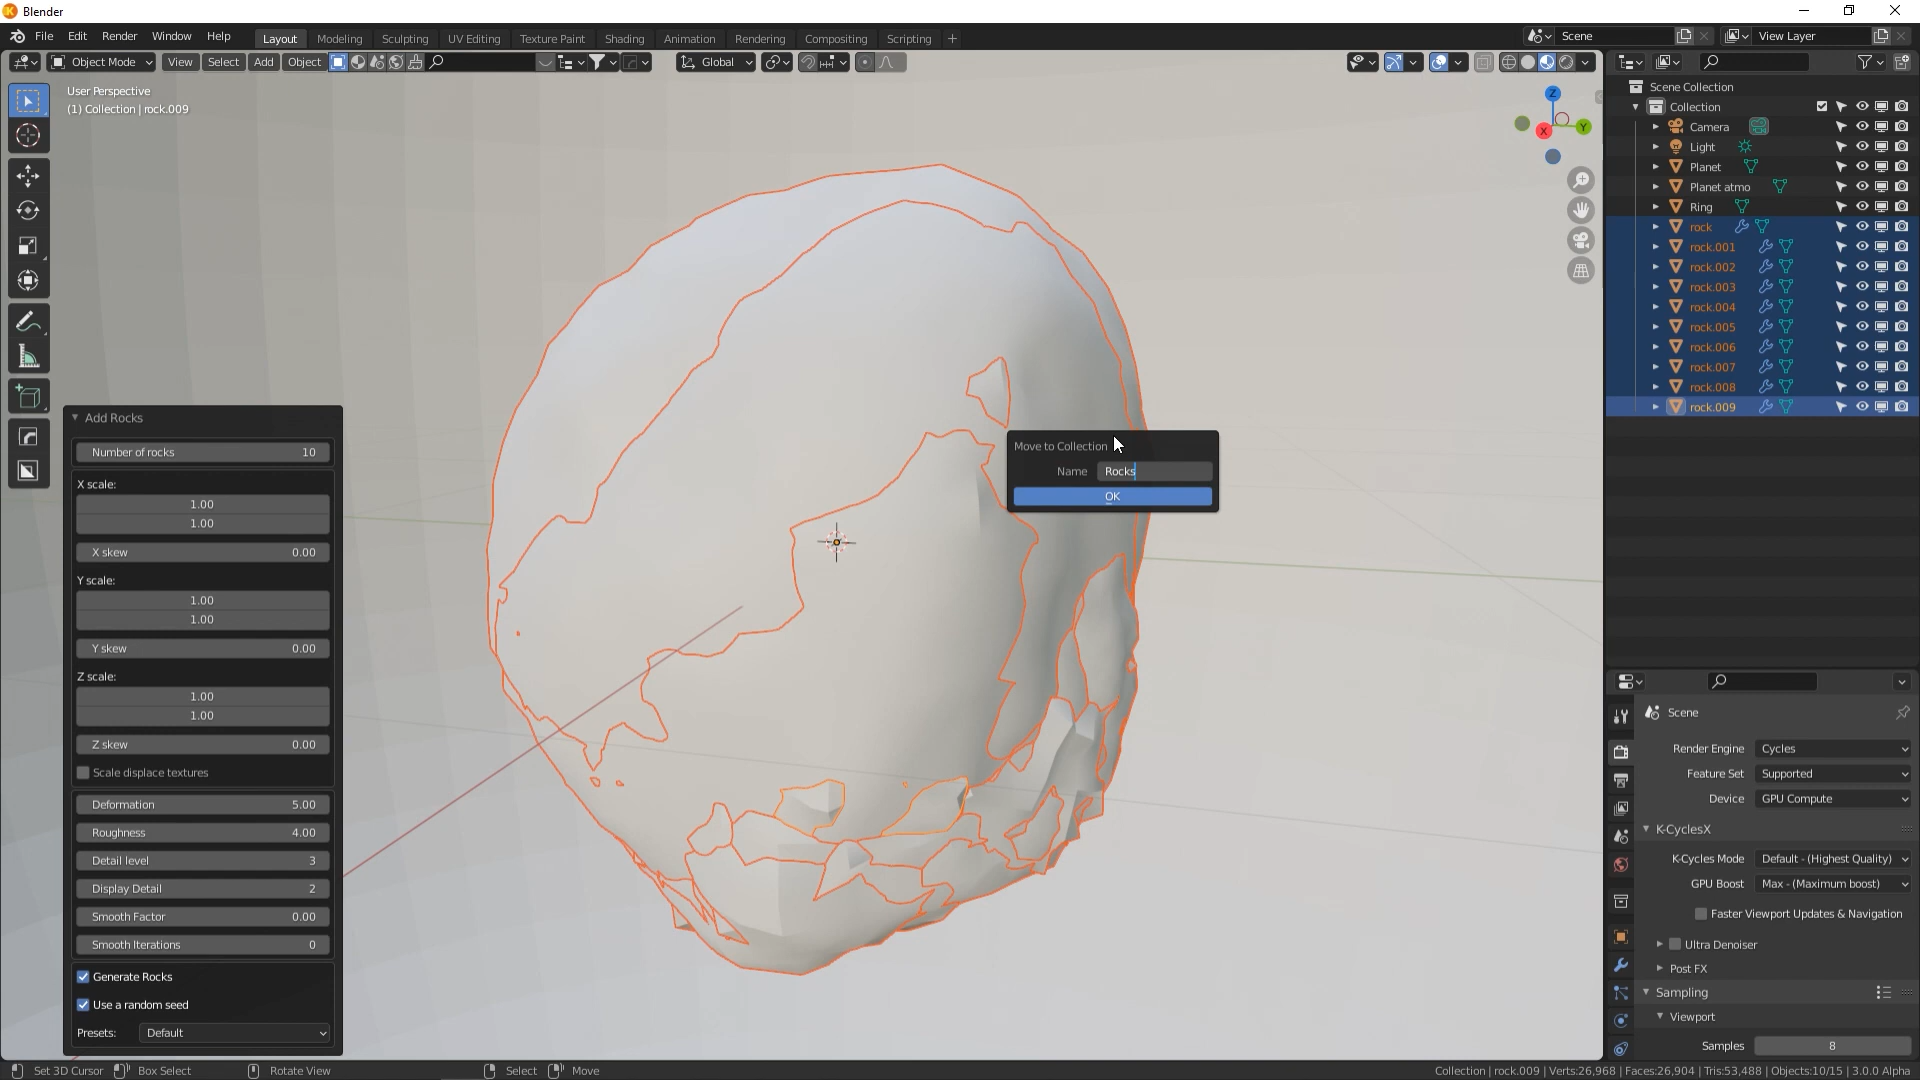 Blender
File Edit Render Window Help
Layout Modeling Sculpting UV Editing Texture Paint Shading Animation Rendering Compositing Scripting +
Scene
View Layer
Object Mode View Select Add Object
Global
User Perspective
(1) Collection | rock.009
Z
Y
X
Scene Collection
Collection
Camera
Light
Planet
Planet atmo
Ring
rock
rock.001
rock.002
rock.003
rock.004
rock.005
rock.006
rock.007
rock.008
rock.009
Add Rocks
Number of rocks 10
X scale:
1.00
1.00
X skew 0.00
Y scale:
1.00
1.00
Y skew 0.00
Z scale:
1.00
1.00
Z skew 0.00
Scale displace textures
Deformation 5.00
Roughness 4.00
Detail level 3
Display Detail 2
Smooth Factor 0.00
Smooth Iterations 0
Generate Rocks
Use a random seed
Presets: Default
Move to Collection
Name Rocks
OK
Scene
Render Engine Cycles
Feature Set Supported
Device GPU Compute
K-CyclesX
K-Cycles Mode Default - (Highest Quality)
GPU Boost Max - (Maximum boost)
Faster Viewport Updates & Navigation
Ultra Denoiser
Post FX
Sampling
Viewport
Samples 8
Set 3D Cursor Box Select Rotate View Select Move
Collection | rock.009 | Verts:26,968 | Faces:26,904 | Tris:53,488 | Objects:10/15 | 3.0.0 Alpha